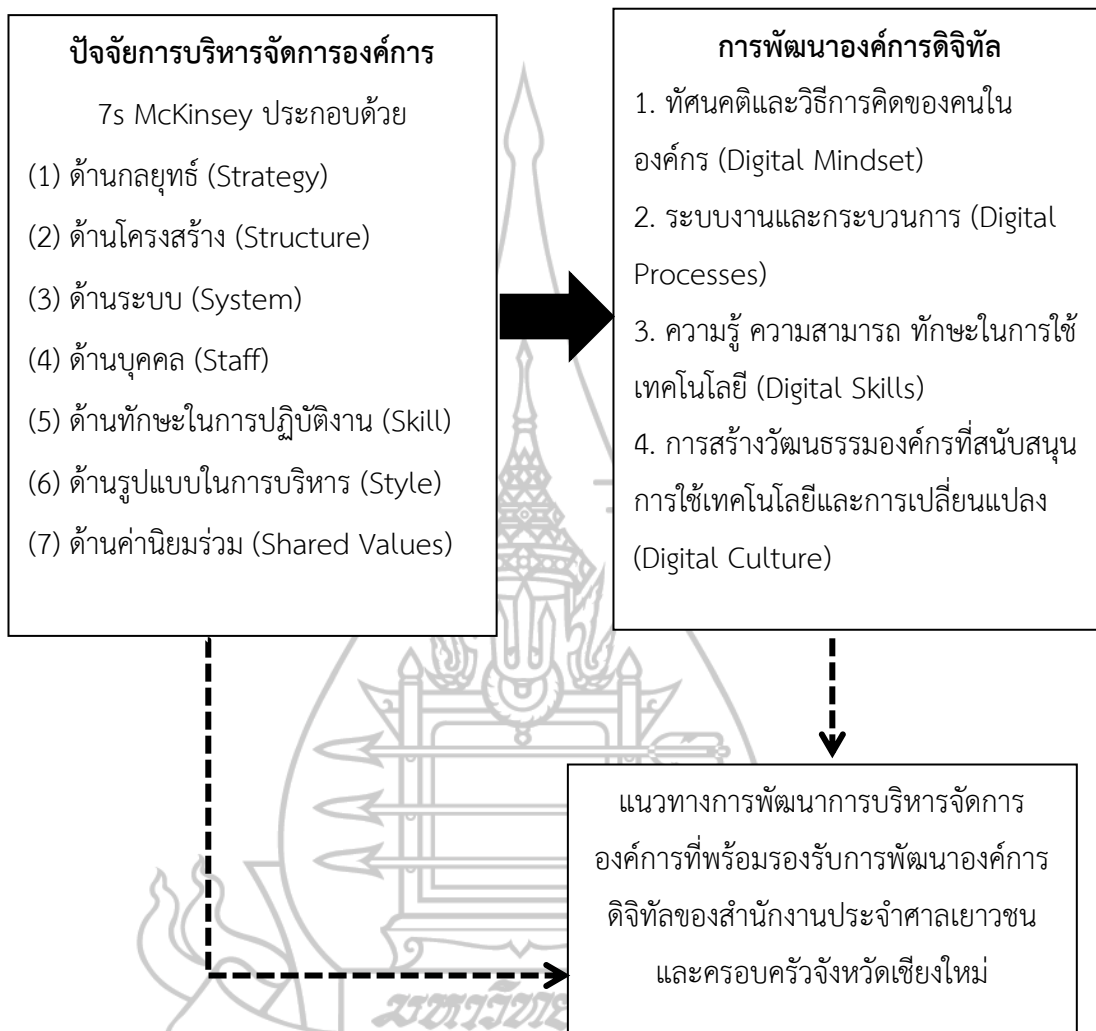 ปัจจัยการบริหารจัดการองค์การ
7s McKinsey ประกอบด้วย
(1) ด้านกลยุทธ์ (Strategy)
(2) ด้านโครงสร้าง (Structure)
(3) ด้านระบบ (System)
(4) ด้านบุคคล (Staff)
(5) ด้านทักษะในการปฏิบัติงาน (Skill)
(6) ด้านรูปแบบในการบริหาร (Style)
(7) ด้านค่านิยมร่วม (Shared Values)
การพัฒนาองค์การดิจิทัล
1. ทัศนคติและวิธีการคิดของคนใน
องค์กร (Digital Mindset)
2. ระบบงานและกระบวนการ (Digital
Processes)
3. ความรู้ ความสามารถ ทักษะในการใช้
เทคโนโลยี (Digital Skills)
4. การสร้างวัฒนธรรมองค์กรที่สนับสนุน
การใช้เทคโนโลยีและการเปลี่ยนแปลง
(Digital Culture)
แนวทางการพัฒนาการบริหารจัดการ
องค์การที่พร้อมรองรับการพัฒนาองค์การ
ดิจิทัลของสำนักงานประจำศาลเยาวชน
และครอบครัวจังหวัดเชียงใหม่